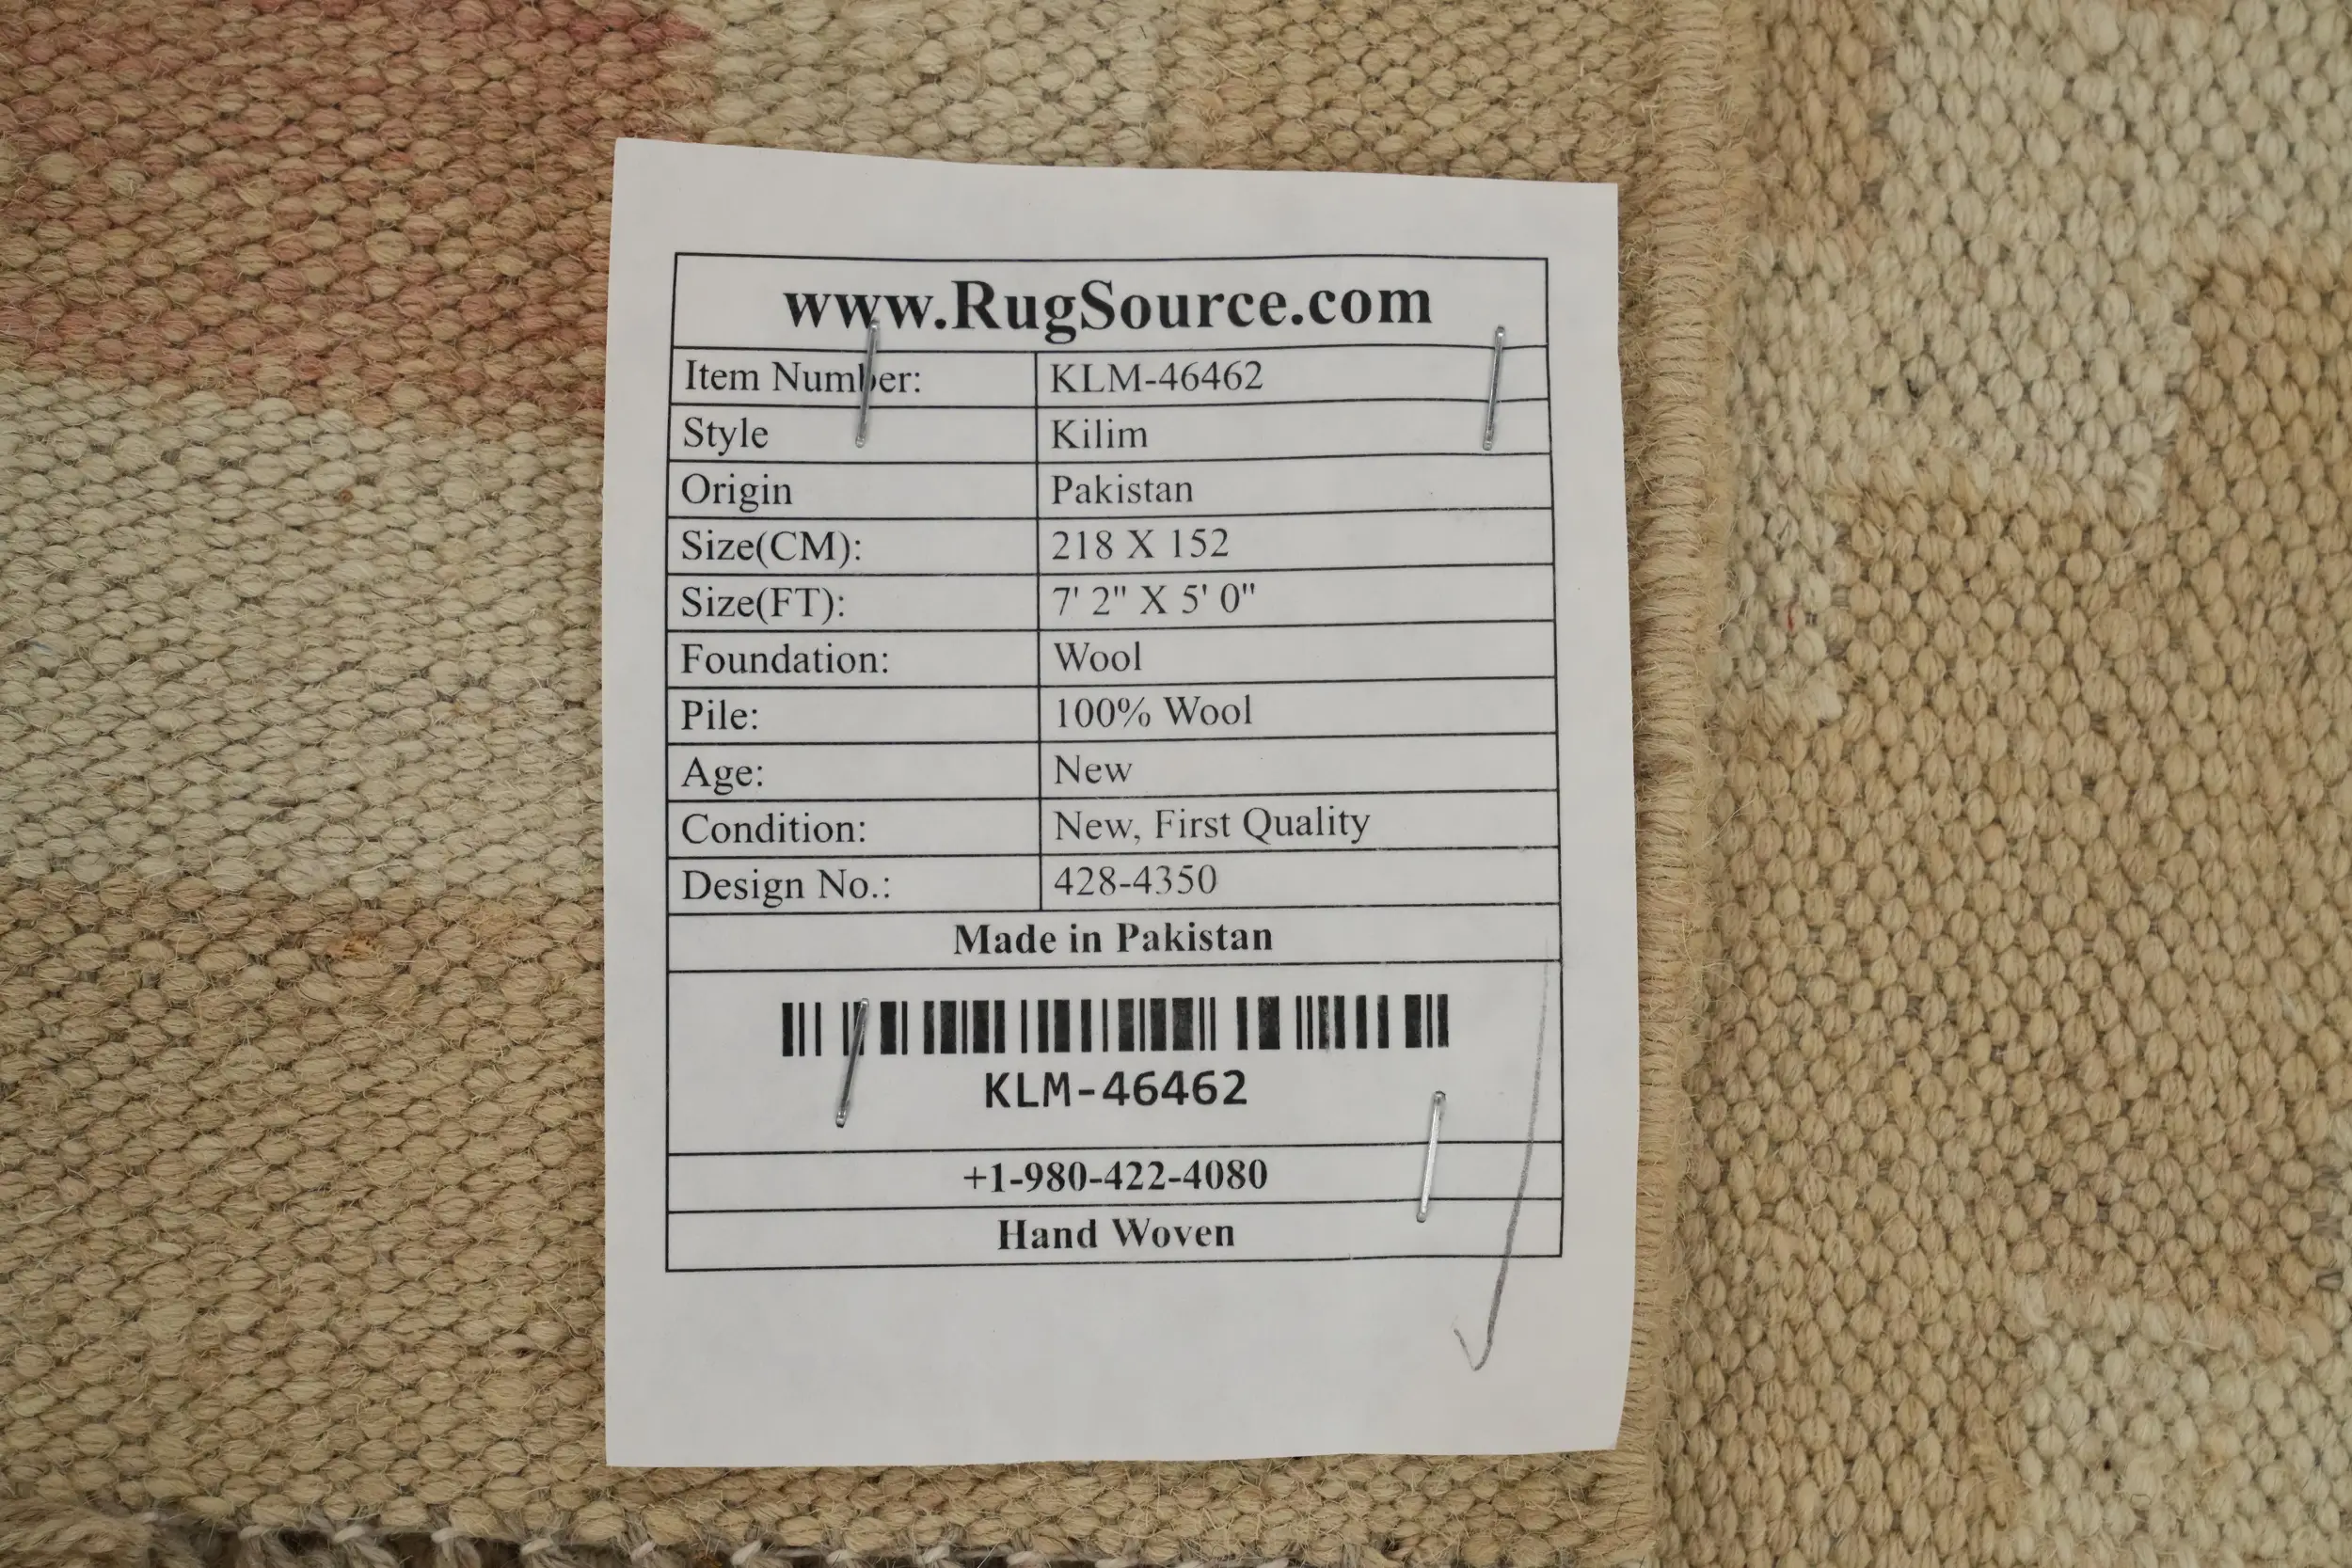 www.RugSource.com
Item Number: KLM-46462
Style Kilim
Origin Pakistan
Size(CM): 218 X 152
Size(FT): 7' 2" X 5' 0"
Foundation: Wool
Pile: 100% Wool
Age: New
Condition: New, First Quality
Design No.: 428-4350
Made in Pakistan
KLM-46462
+1-980-422-4080
Hand Woven